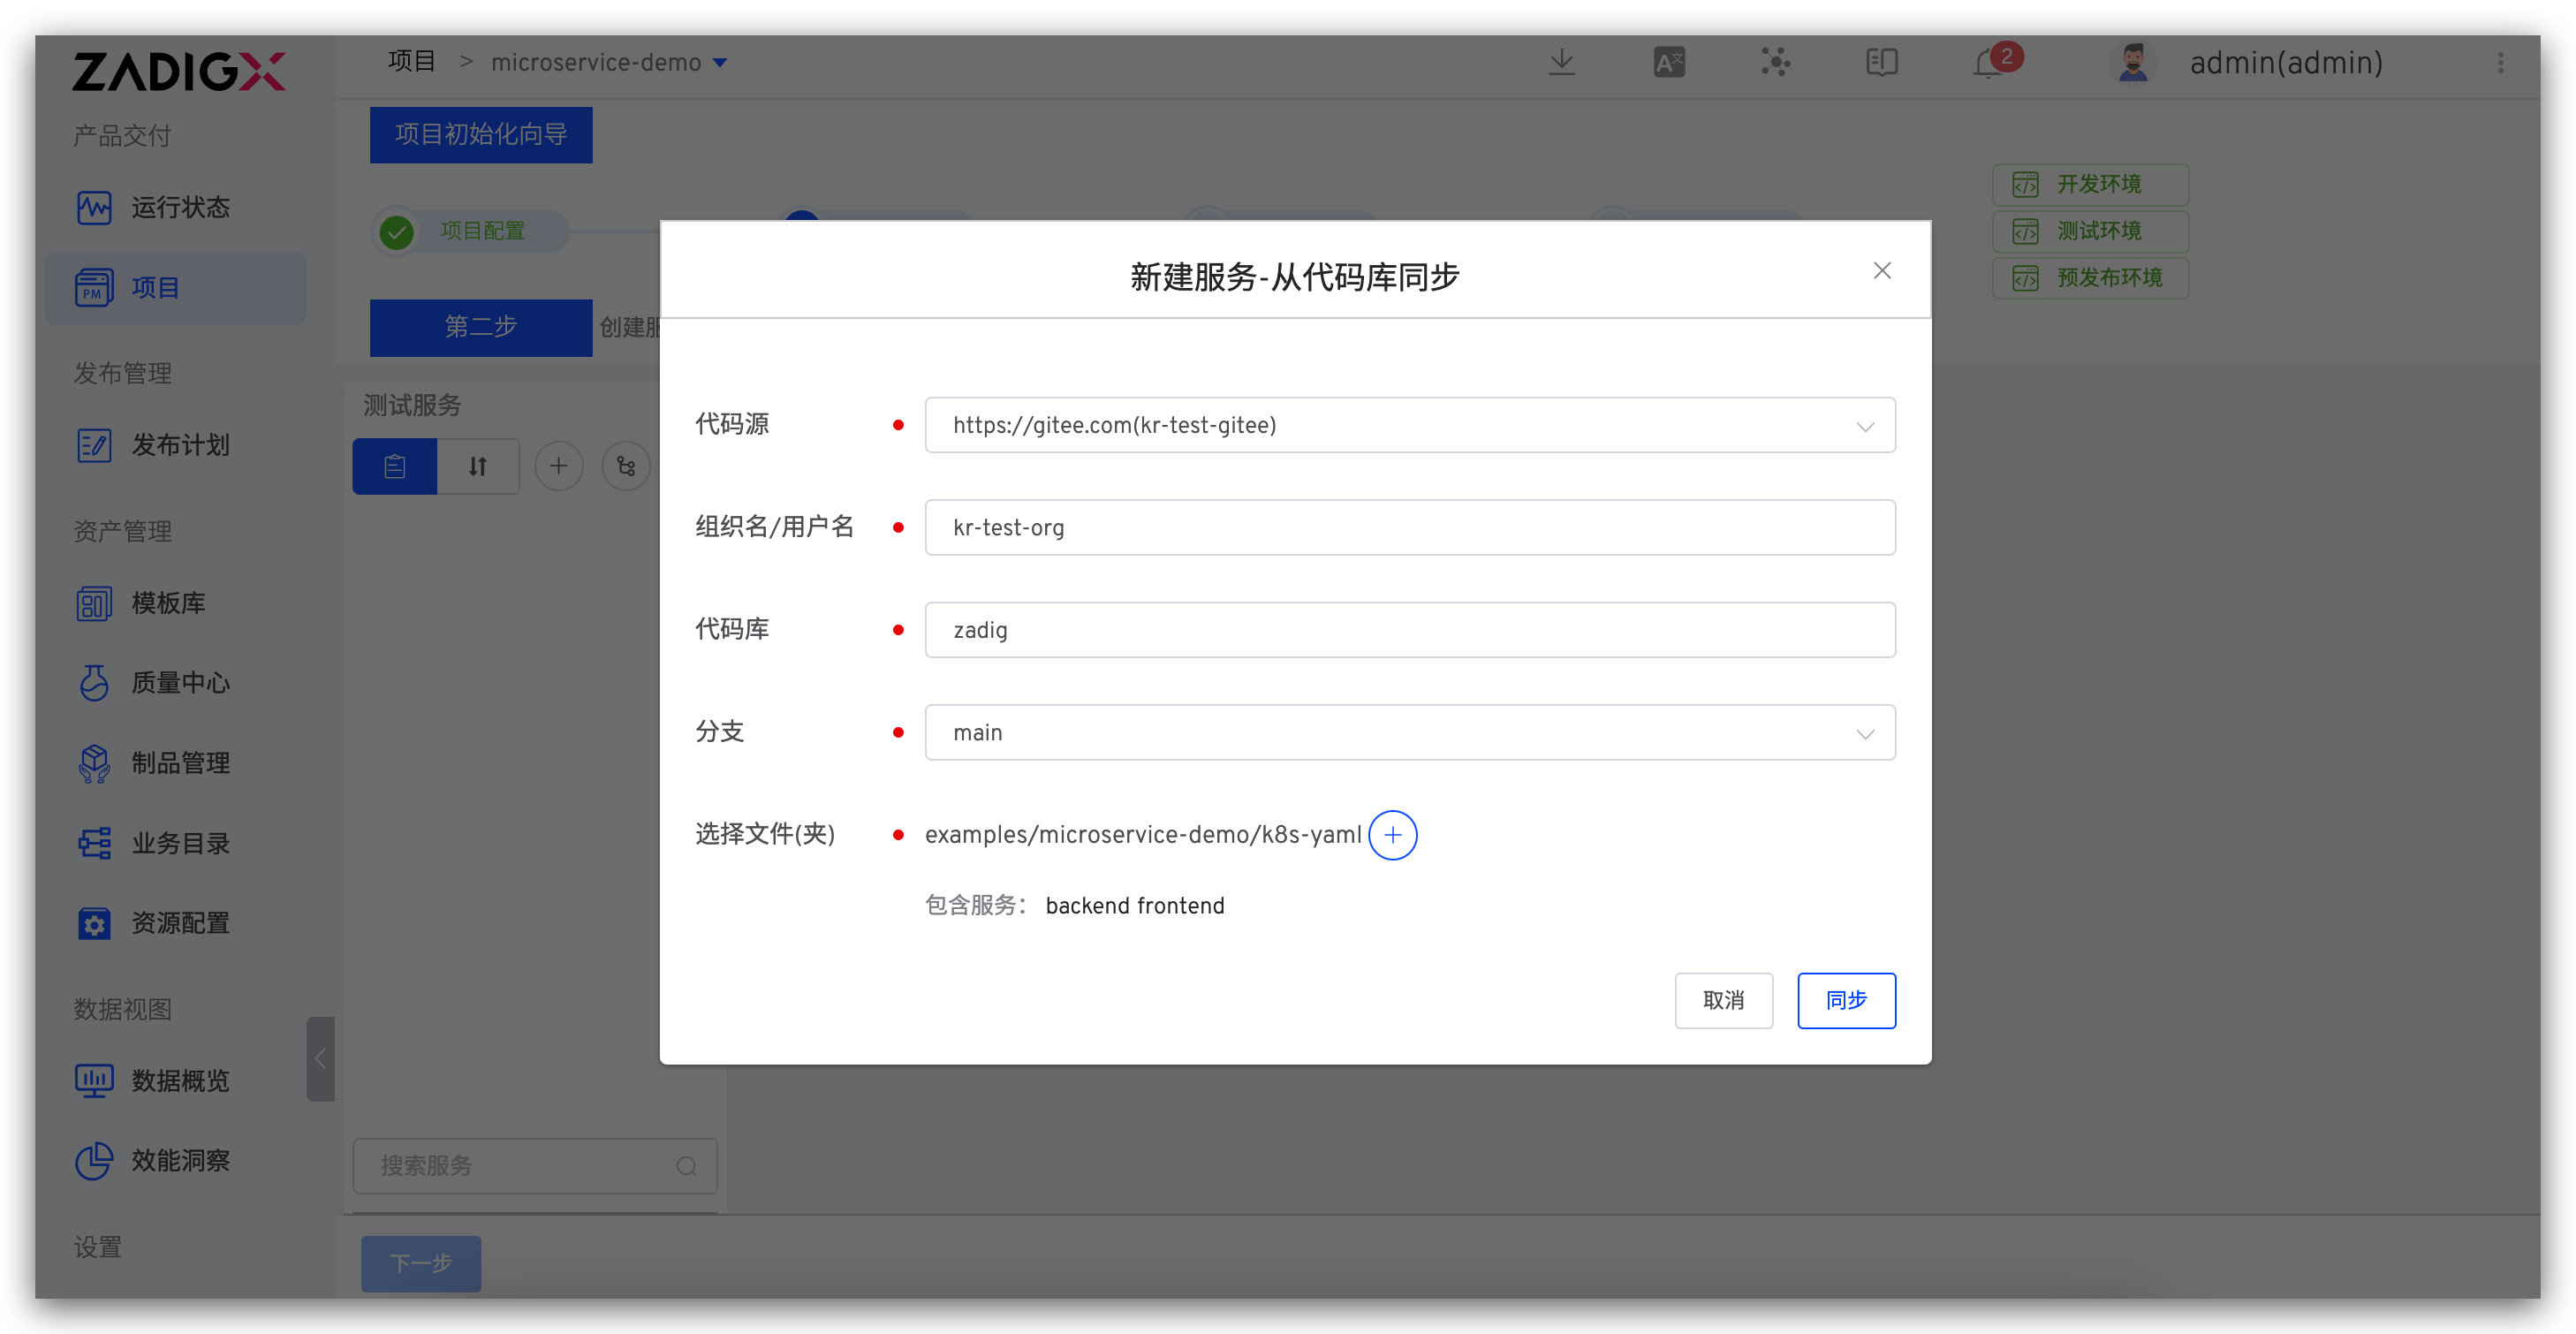 ZADIGX
项目 > microservice-demo
2
admin(admin)
产品交付
运行状态
项目
发布管理
发布计划
资产管理
模板库
质量中心
制品管理
业务目录
资源配置
数据视图
数据概览
效能洞察
设置
项目初始化向导
项目配置
开发环境
测试环境
预发布环境
第二步
创建服
测试服务
搜索服务
下一步
新建服务-从代码库同步
代码源
https://gitee.com(kr-test-gitee)
组织名/用户名
kr-test-org
代码库
zadig
分支
main
选择文件(夹)
examples/microservice-demo/k8s-yaml
包含服务： backend frontend
取消
同步